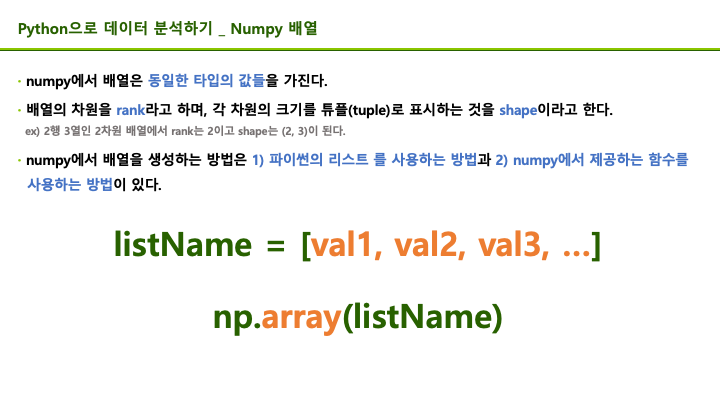 Python으로 데이터 분석하기 _ Numpy 배열
• numpy에서 배열은 동일한 타입의 값들을 가진다.
• 배열의 차원을 rank라고 하며, 각 차원의 크기를 튜플(tuple)로 표시하는 것을 shape이라고 한다.
ex) 2행 3열인 2차원 배열에서 rank는 2이고 shape는 (2, 3)이 된다.
• numpy에서 배열을 생성하는 방법은 1) 파이썬의 리스트 를 사용하는 방법과 2) numpy에서 제공하는 함수를
사용하는 방법이 있다.
listName = [val1, val2, val3, ...]
np.array(listName)